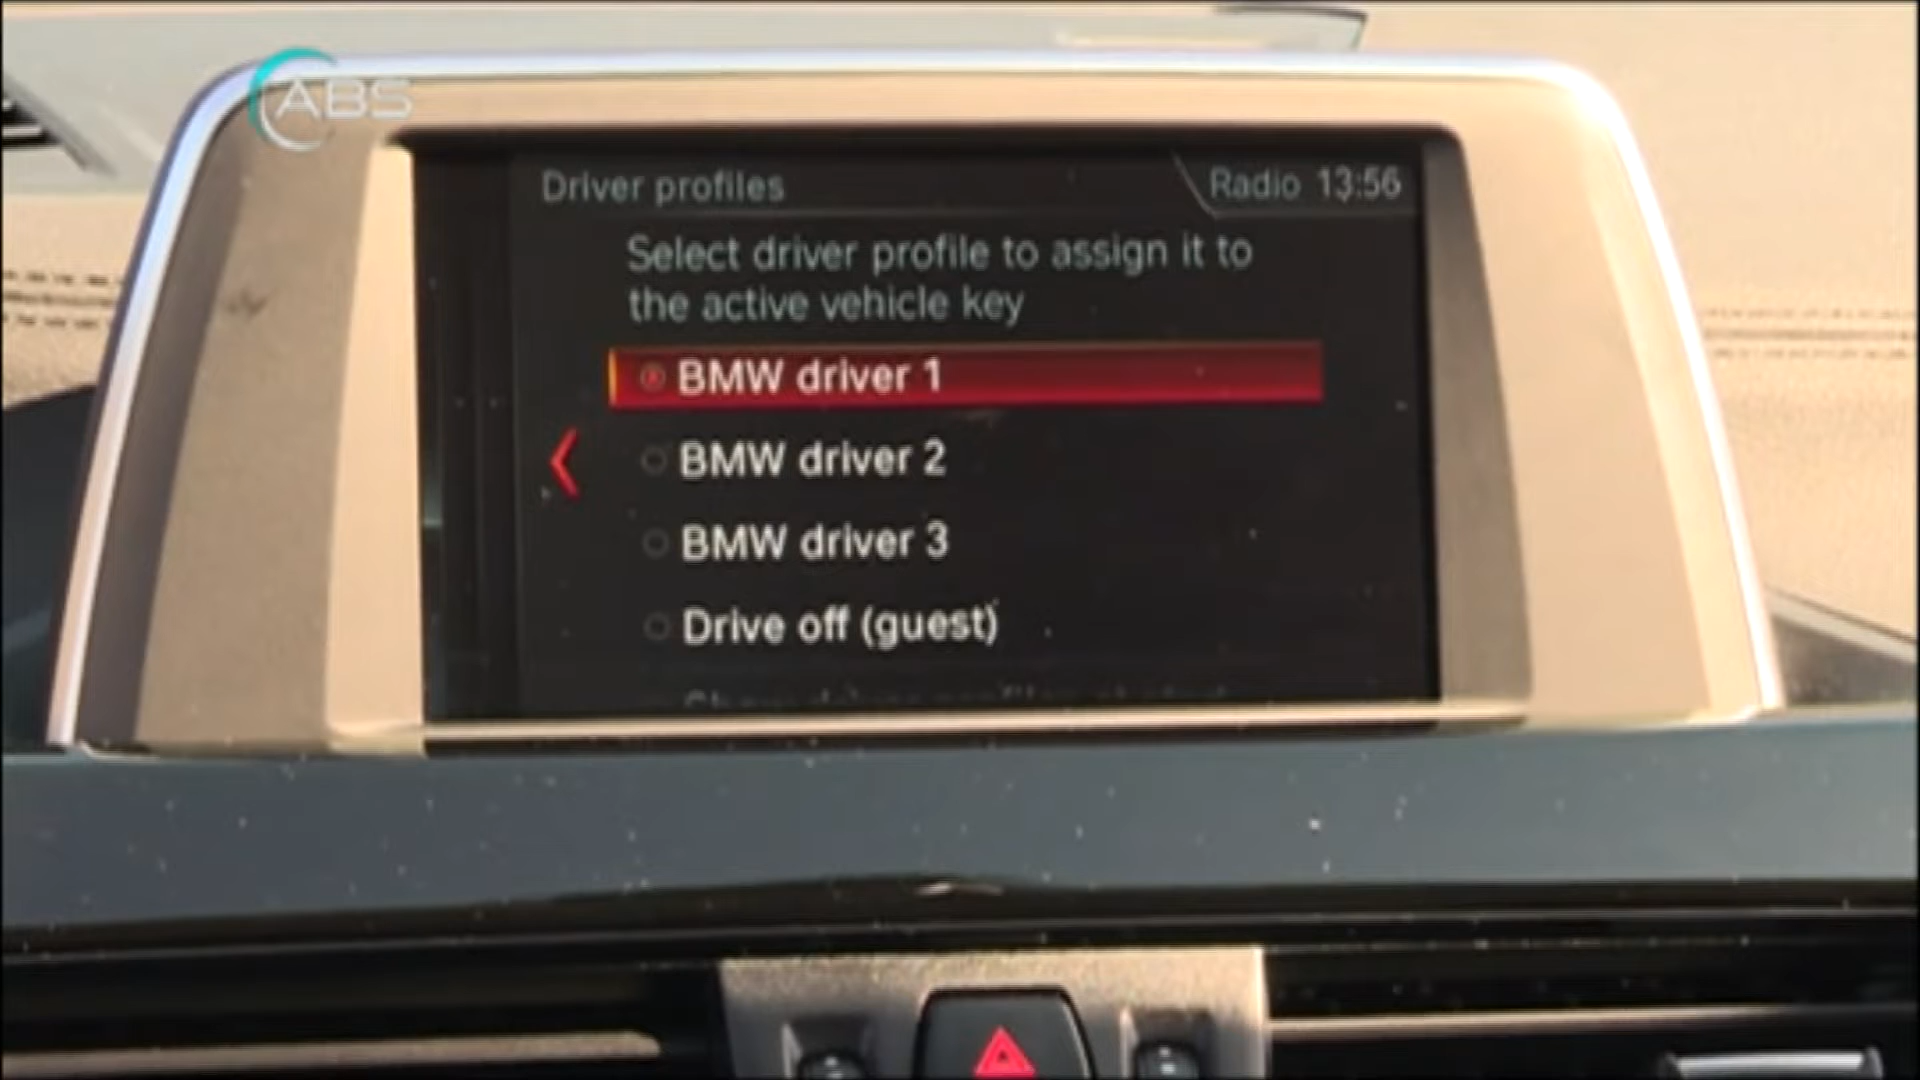 ABS
Driver profiles
Radio 13:56
Select driver profile to assign it to
the active vehicle key
BMW driver 1
BMW driver 2
BMW driver 3
Drive off (guest)